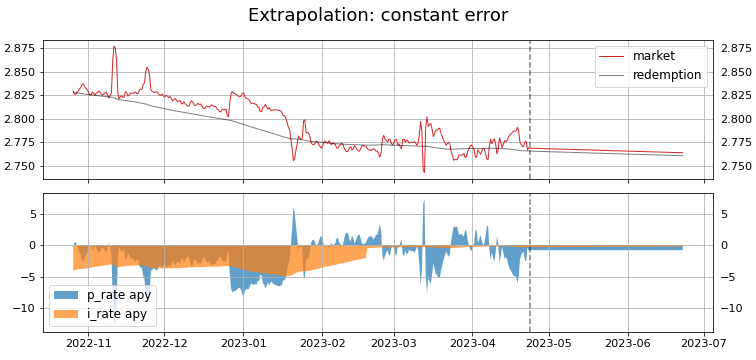 Extrapolation: constant error
2.875 2.875
2.850 2.850
2.825 2.825
2.800 2.800
2.775 2.775
2.750 2.750
market
redemption
5 5
0 0
−5 −5
−10 −10
p_rate apy
i_rate apy
2022-11 2022-12 2023-01 2023-02 2023-03 2023-04 2023-05 2023-06 2023-07